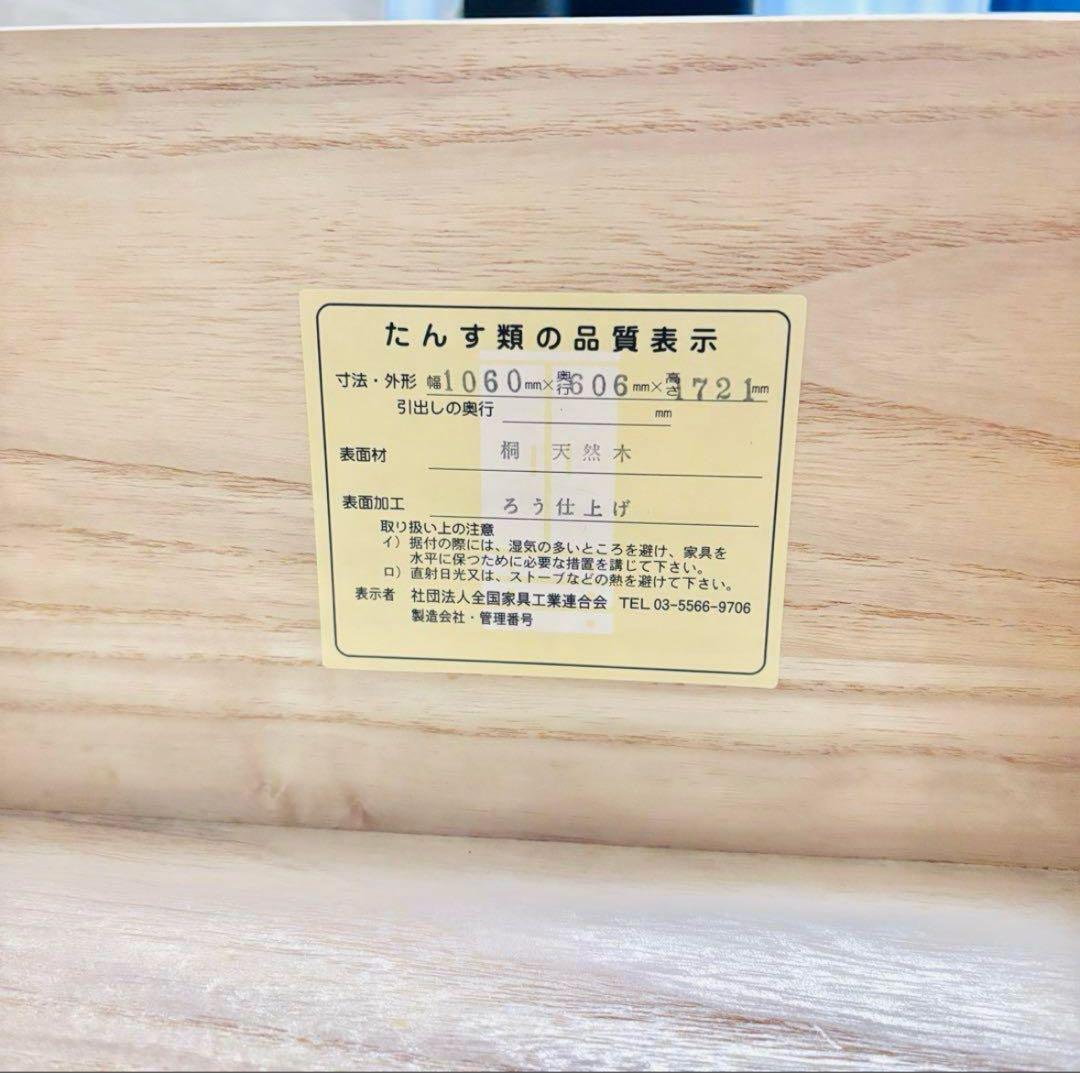 たんす類の品質表示
寸法・外形 幅1060mm×奥行606mm×高さ1721mm
引出しの奥行 mm
表面材 桐 天然木
表面加工 ろう仕上げ
取り扱い上の注意
イ）据付の際には、湿気の多いところを避け、家具を
水平に保つために必要な措置を講じて下さい。
ロ）直射日光又は、ストーブなどの熱を避けて下さい。
表示者 社団法人全国家具工業連合会 TEL 03-5566-9706
製造会社・管理番号